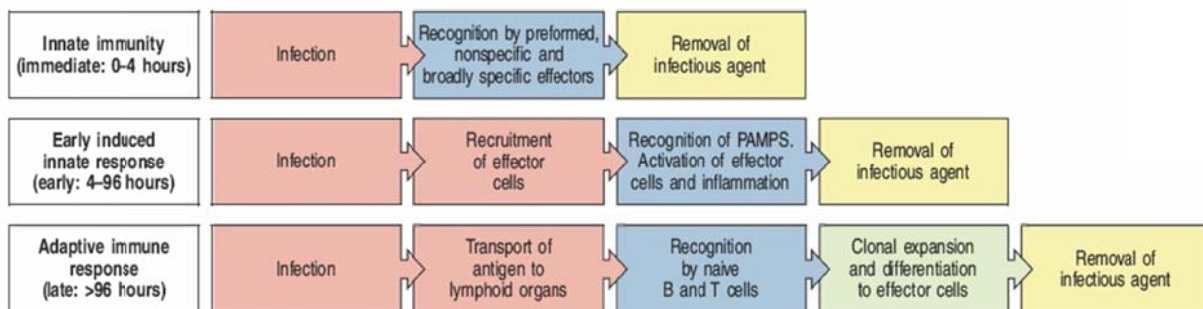 Innate immunity
(immediate: 0-4 hours)
Infection
Recognition by preformed,
nonspecific and
broadly specific effectors
Removal of
infectious agent
Early induced
innate response
(early: 4–96 hours)
Infection
Recruitment
of effector
cells
Recognition of PAMPS.
Activation of effector
cells and inflammation
Removal of
infectious agent
Adaptive immune
response
(late: >96 hours)
Infection
Transport of
antigen to
lymphoid organs
Recognition
by naive
B and T cells
Clonal expansion
and differentiation
to effector cells
Removal of
infectious agent